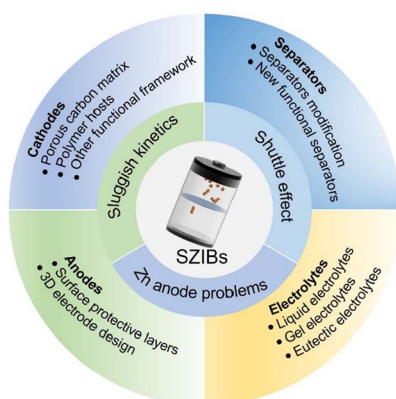 Cathodes
• Porous carbon matrix
• Polymer hosts
• Other functional framework
Separators
• Separators modification
• New functional separators
Sluggish kinetics
Shuttle effect
SZIBs
Zn anode problems
Anodes
• Surface protective layers
• 3D electrode design
Electrolytes
• Liquid electrolytes
• Gel electrolytes
• Eutectic electrolytes